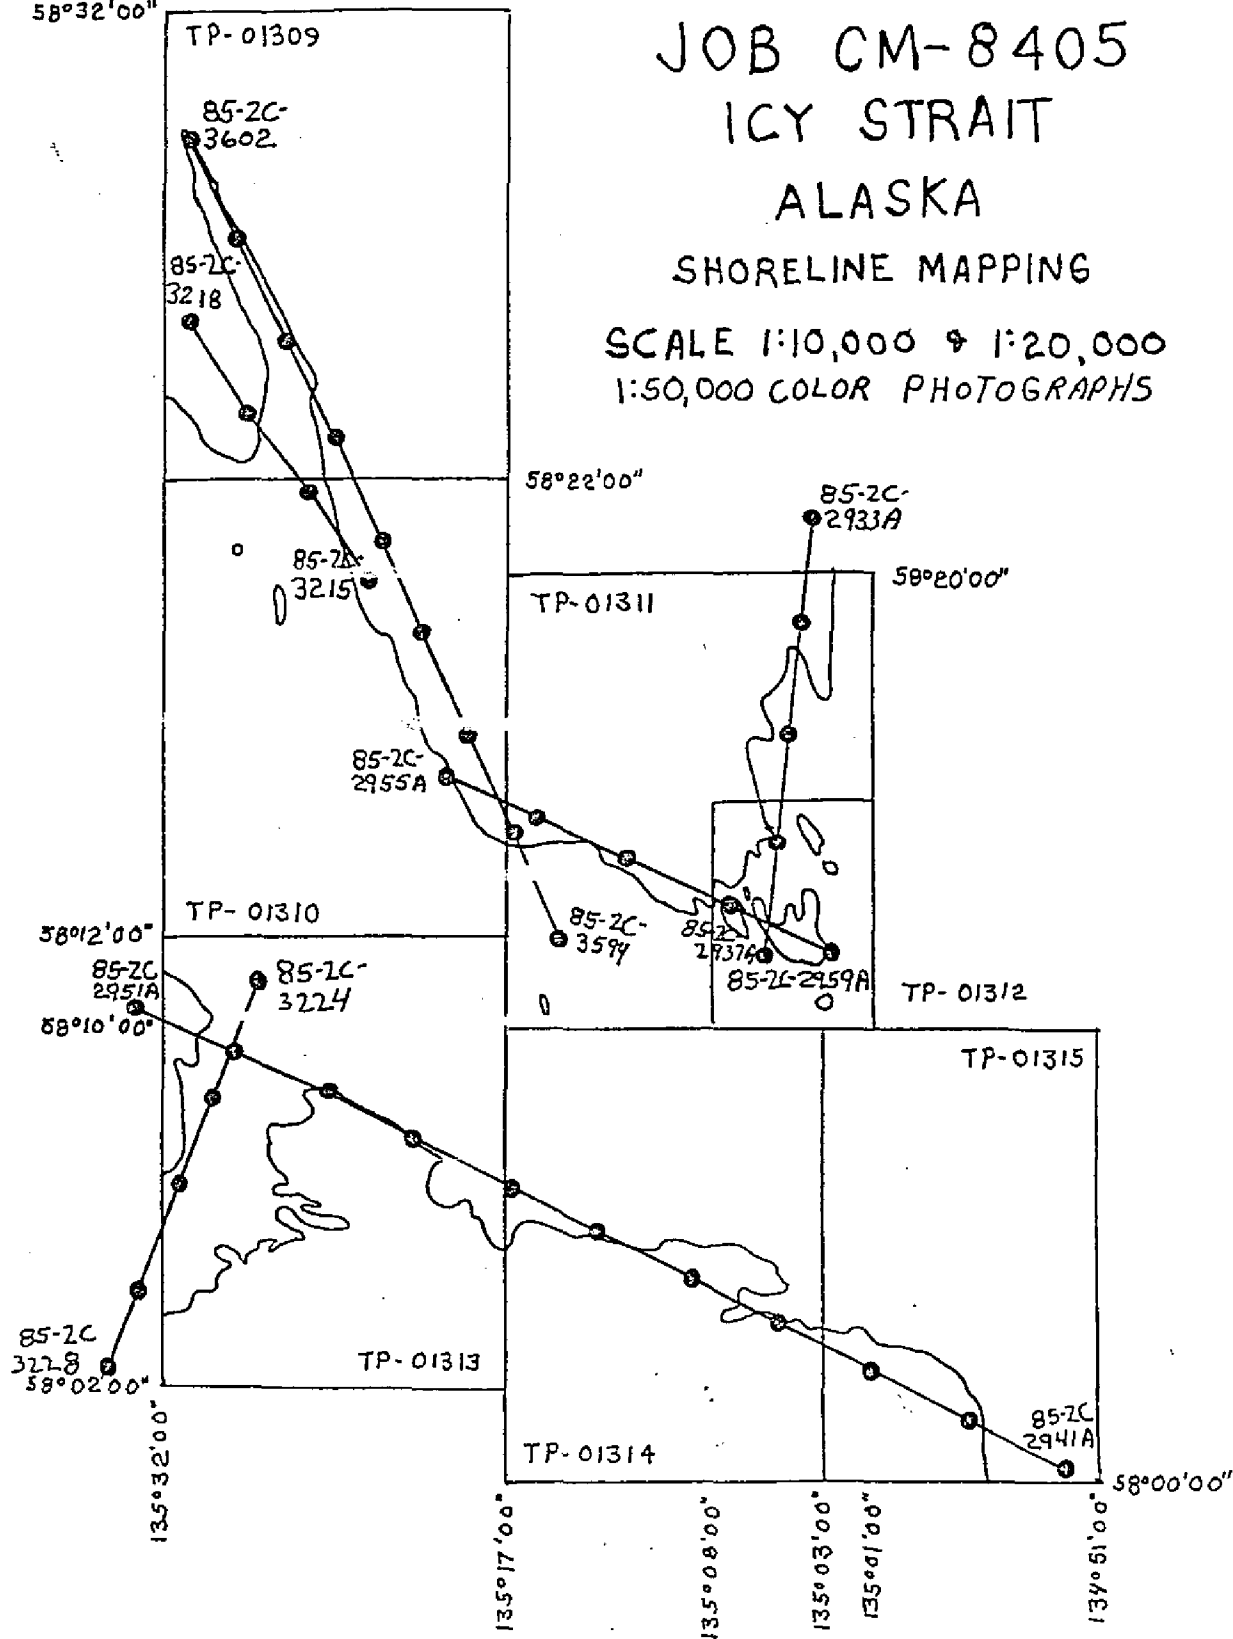 58°32'00"
TP-01309
JOB CM-8405
ICY STRAIT
ALASKA
SHORELINE MAPPING
SCALE 1:10,000 & 1:20,000
1:50,000 COLOR PHOTOGRAPHS
85-2C-
3602
85-2C-
3218
58°22'00"
85-2C-
2933A
85-2C-
3215
58°20'00"
TP-01311
85-2C-
2955A
TP-01310
58°12'00"
85-2C-
3594
85-2C-
2937A
85-2C-2959A
TP-01312
85-2C
2951A
85-2C-
3224
58°10'00"
TP-01315
85-2C
3228
58°02'00"
TP-01313
TP-01314
85-2C
2941A
58°00'00"
135°32'00"
135°17'00"
135°08'00"
135°03'00"
135°01'00"
134°51'00"